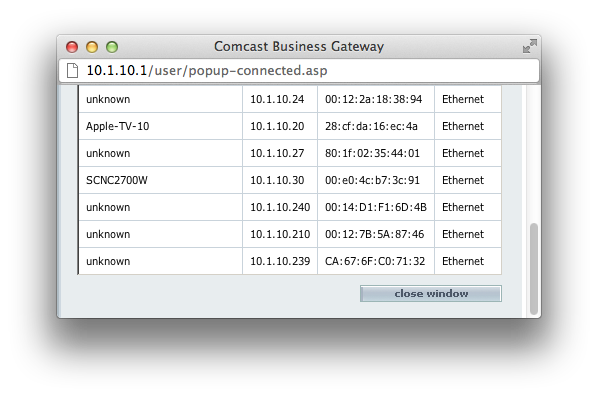 Comcast Business Gateway
10.1.10.1/user/popup-connected.asp
unknown 10.1.10.24 00:12:2a:18:38:94 Ethernet
Apple-TV-10 10.1.10.20 28:cf:da:16:ec:4a Ethernet
unknown 10.1.10.27 80:1f:02:35:44:01 Ethernet
SCNC2700W 10.1.10.30 00:e0:4c:b7:3c:91 Ethernet
unknown 10.1.10.240 00:14:D1:F1:6D:4B Ethernet
unknown 10.1.10.210 00:12:7B:5A:87:46 Ethernet
unknown 10.1.10.239 CA:67:6F:C0:71:32 Ethernet
close window